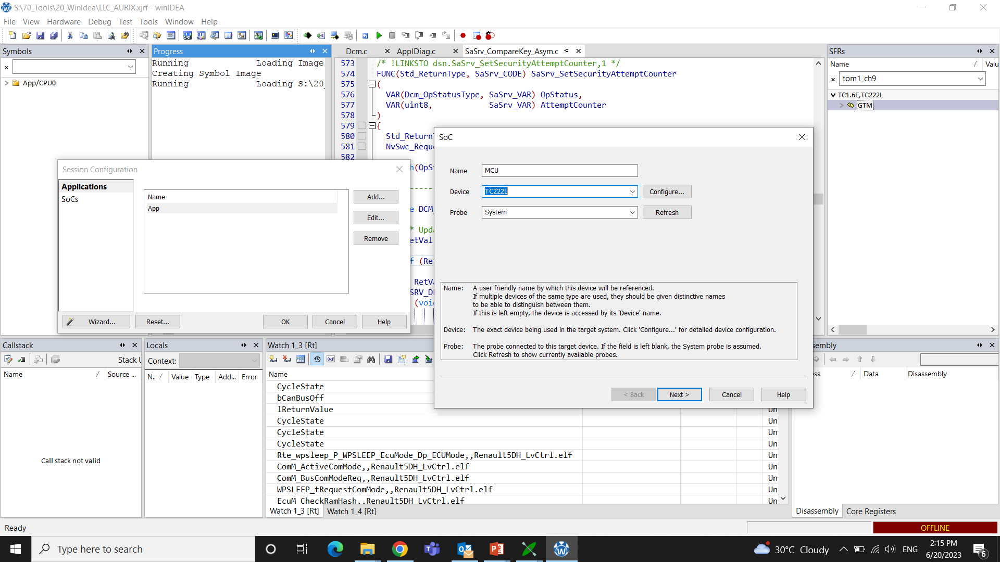 S:\70_Tools\20_WinIdea\LLC_AURIX.xjrf - winIDEA
File View Hardware Debug Test Tools Window Help
Symbols
App/CPU0
Progress
Running Loading Image
Creating Symbol Image
Running Loading S:\20_
Dcm.c ApplDiag.c SaSrv_CompareKey_Asym.c
573 /* !LINKSTO dsn.SaSrv_SetSecurityAttemptCounter,1 */
574 FUNC(Std_ReturnType, SaSrv_CODE) SaSrv_SetSecurityAttemptCounter
575 (
576 VAR(Dcm_OpStatusType, SaSrv_VAR) OpStatus,
577 VAR(uint8, SaSrv_VAR) AttemptCounter
578 )
579 {
580 Std_Return
581 NvSwc_Reque
582
h(OpSt
-----
e DCM_
* Upda
etVal
f (Ret
RetVa
SRV_DE
(void
SFRs
Name Valu
tom1_ch9
TC1.6E,TC222L
GTM
Session Configuration
Applications
SoCs
Name
App
Add...
Edit...
Remove
Wizard... Reset... OK Cancel Help
SoC
Name MCU
Device TC222L Configure...
Probe System Refresh
Name: A user friendly name by which this device will be referenced.
If multiple devices of the same type are used, they should be given distinctive names
to be able to distinguish between them.
If this is left empty, the device is accessed by its 'Device' name.
Device: The exact device being used in the target system. Click 'Configure...' for detailed device configuration.
Probe: The probe connected to this target device. If the field is left blank, the System probe is assumed.
Click Refresh to show currently available probes.
< Back Next > Cancel Help
Callstack
Stack U
Name Source ...
Call stack not valid
Locals
Context:
N.. Value Type Add... Error
Watch 1_3 [Rt]
Name
CycleState
bCanBusOff
lReturnValue Un
CycleState Un
CycleState Un
CycleState Un
Rte_wpsleep_P_WPSLEEP_EcuMode_Dp_ECUMode,,Renault5DH_LvCtrl.elf Un
ComM_ActiveComMode,,Renault5DH_LvCtrl.elf Un
ComM_BusComModeReq,,Renault5DH_LvCtrl.elf Un
WPSLEEP_tRequestComMode,,Renault5DH_LvCtrl.elf Un
EcuM_CheckRamHash,,Renault5DH_LvCtrl.elf Un
Watch 1_3 [Rt] Watch 1_4 [Rt]
embly
ss Data Disassembly
Disassembly Core Registers
Ready
OFFLINE
Type here to search
30°C Cloudy
ENG
2:15 PM
6/20/2023
6